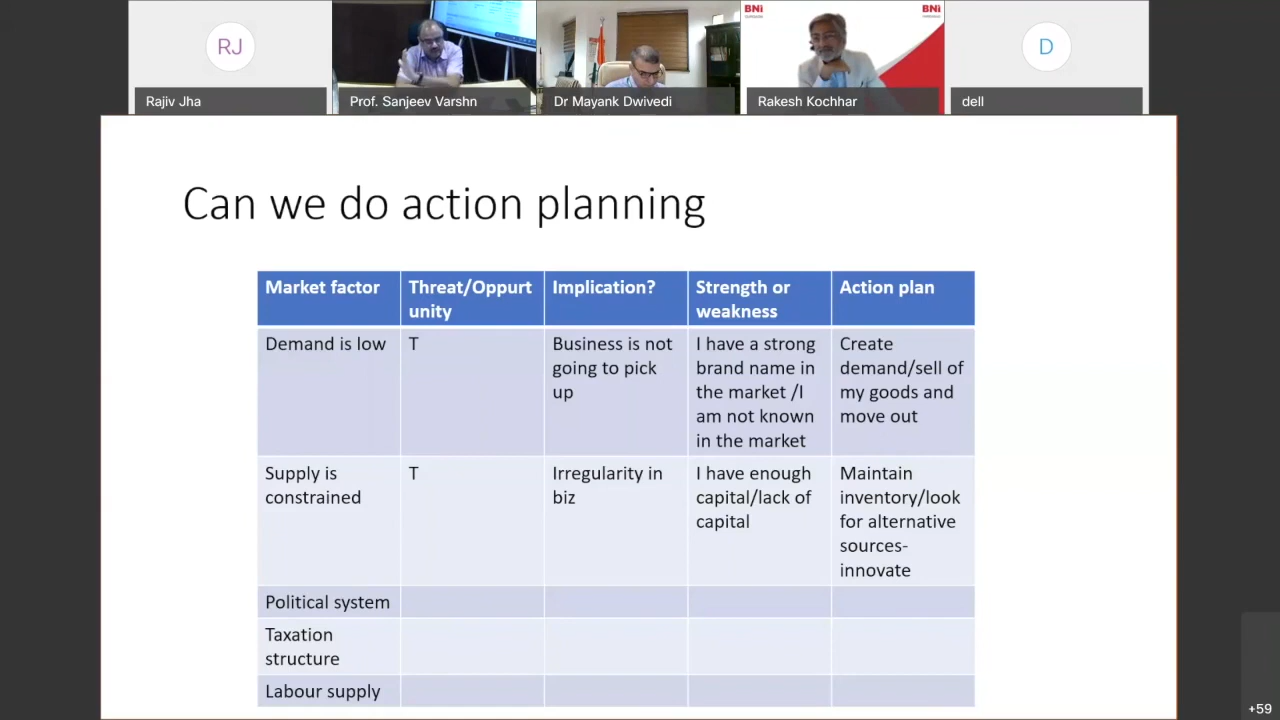 RJ
Rajiv Jha
Prof. Sanjeev Varshn
Dr Mayank Dwivedi
BNI
BNI
Rakesh Kochhar
D
dell
Can we do action planning
Market factor
Threat/Oppurt
unity
Implication?
Strength or
weakness
Action plan
Demand is low
T
Business is not
going to pick
up
I have a strong
brand name in
the market /I
am not known
in the market
Create
demand/sell of
my goods and
move out
Supply is
constrained
T
Irregularity in
biz
I have enough
capital/lack of
capital
Maintain
inventory/look
for alternative
sources-
innovate
Political system
Taxation
structure
Labour supply
+59